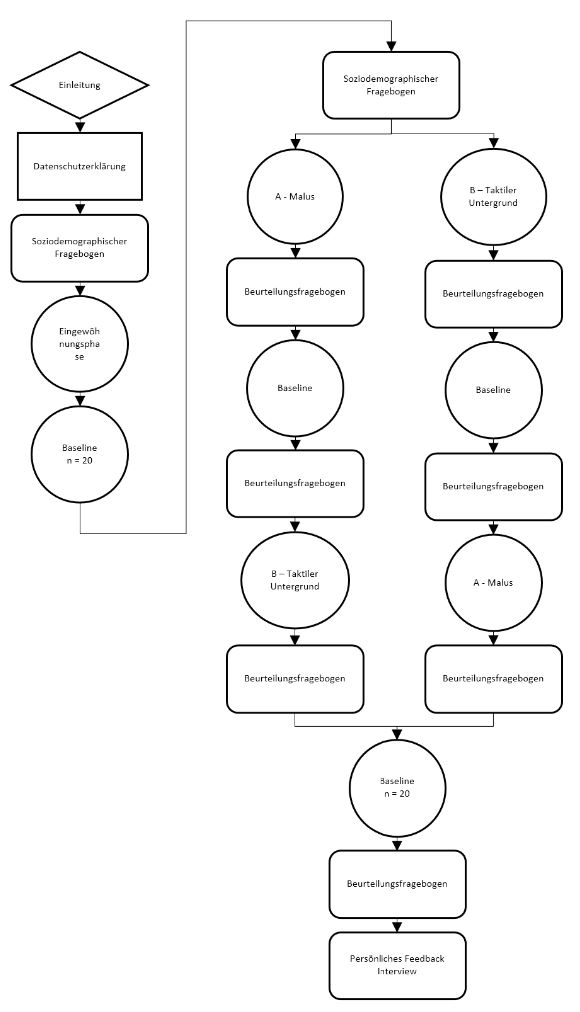 Einleitung
Datenschutzerklärung
Soziodemographischer
Fragebogen
Eingewöh
nungspha
se
Baseline
n = 20
Soziodemographischer
Fragebogen
A - Malus
Beurteilungsfragebogen
Baseline
Beurteilungsfragebogen
B – Taktiler
Untergrund
Beurteilungsfragebogen
B – Taktiler
Untergrund
Beurteilungsfragebogen
Baseline
Beurteilungsfragebogen
A - Malus
Beurteilungsfragebogen
Baseline
n = 20
Beurteilungsfragebogen
Persönliches Feedback
Interview